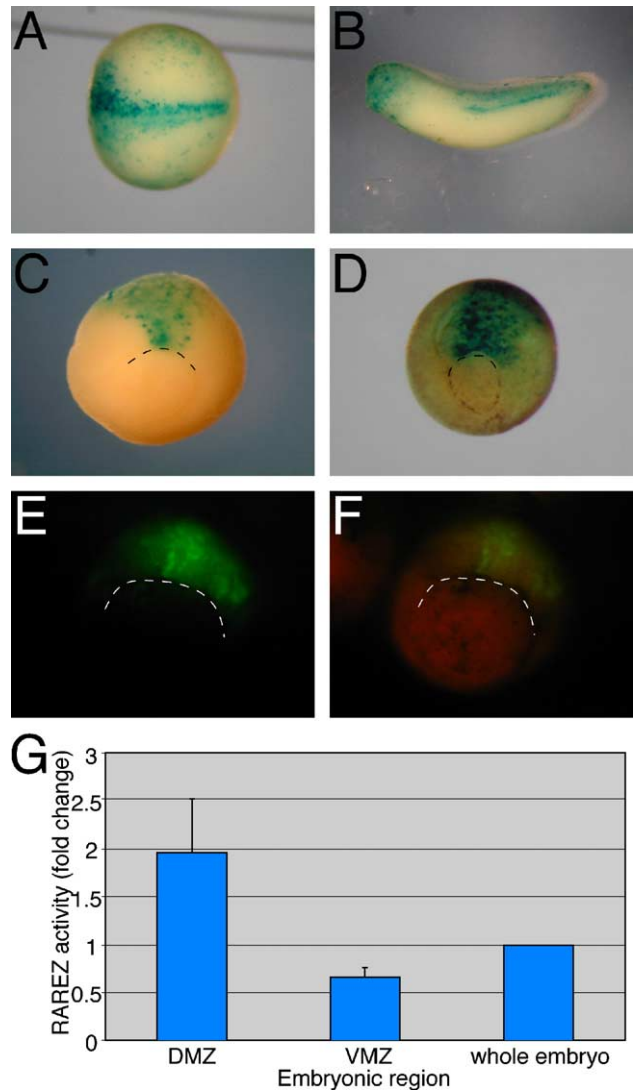 A
B
C
D
E
F
G
RAREZ activity (fold change)
3
2.5
2
1.5
1
0.5
0
DMZ
VMZ
whole embryo
Embryonic region